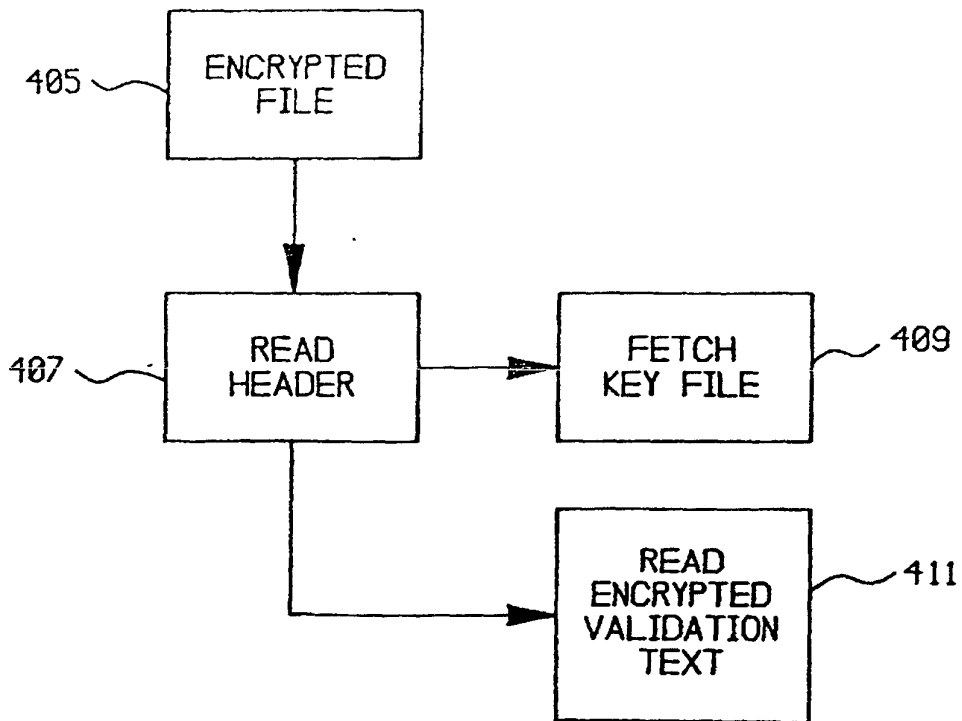 405
ENCRYPTED
FILE
407
READ
HEADER
FETCH
KEY FILE
409
READ
ENCRYPTED
VALIDATION
TEXT
411